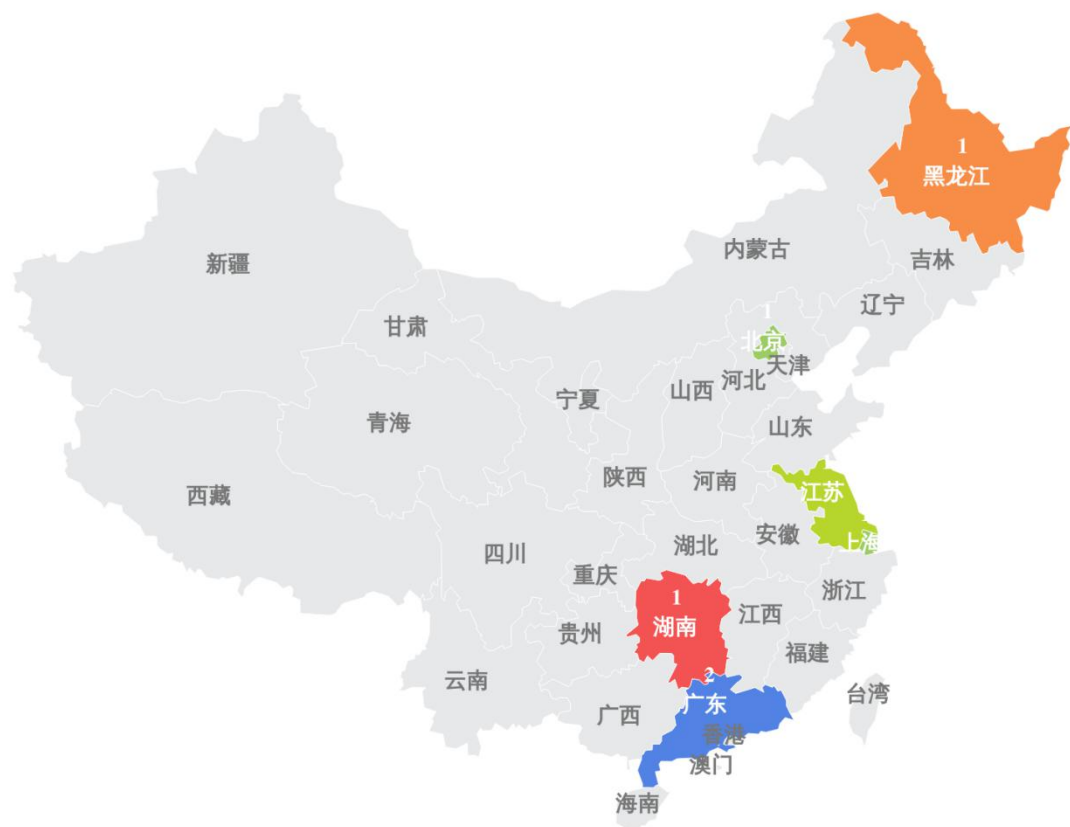 1
黑龙江
内蒙古
吉林
新疆
辽宁
1
甘肃
北京
天津
河北
山西
宁夏
青海
山东
陕西
河南
江苏
西藏
安徽
上海
湖北
四川
重庆
浙江
1
江西
湖南
贵州
福建
2
云南
台湾
广东
广西
香港
澳门
海南